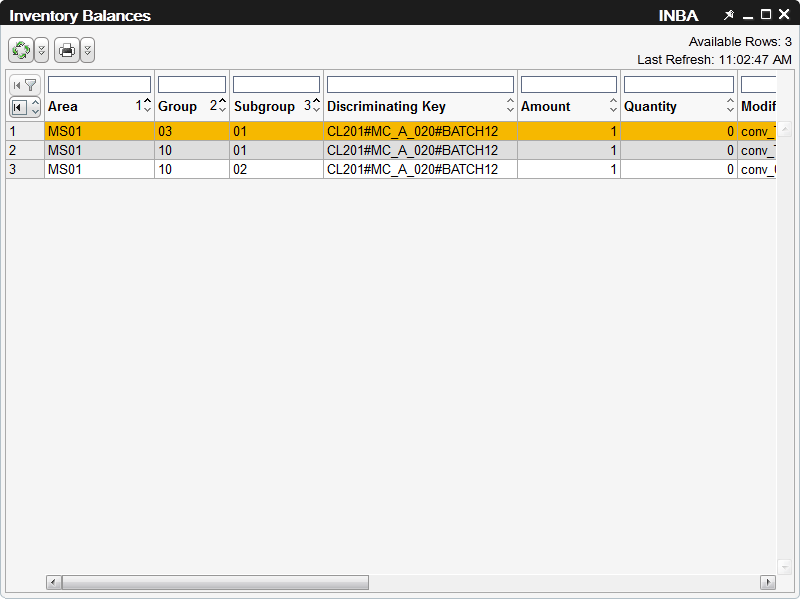 Inventory Balances INBA
Available Rows: 3
Last Refresh: 11:02:47 AM
Area 1 Group 2 Subgroup 3 Discriminating Key Amount Quantity Modif
1 MS01 03 01 CL201#MC_A_020#BATCH12 1 0 conv_
2 MS01 10 01 CL201#MC_A_020#BATCH12 1 0 conv_
3 MS01 10 02 CL201#MC_A_020#BATCH12 1 0 conv_